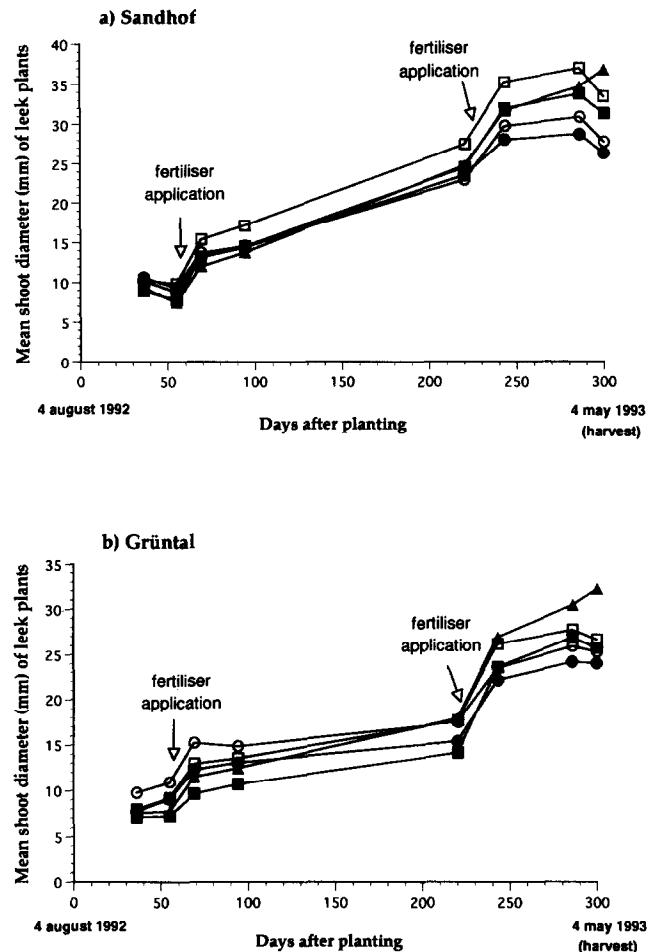 a) Sandhof
Mean shoot diameter (mm) of leek plants
40
35
30
25
20
15
10
5
0
fertiliser
application
fertiliser
application
0
50
100
150
200
250
300
4 august 1992
Days after planting
4 may 1993
(harvest)
b) Grüntal
Mean shoot diameter (mm) of leek plants
35
30
25
20
15
10
5
0
fertiliser
application
fertiliser
application
0
50
100
150
200
250
300
4 august 1992
Days after planting
4 may 1993
(harvest)